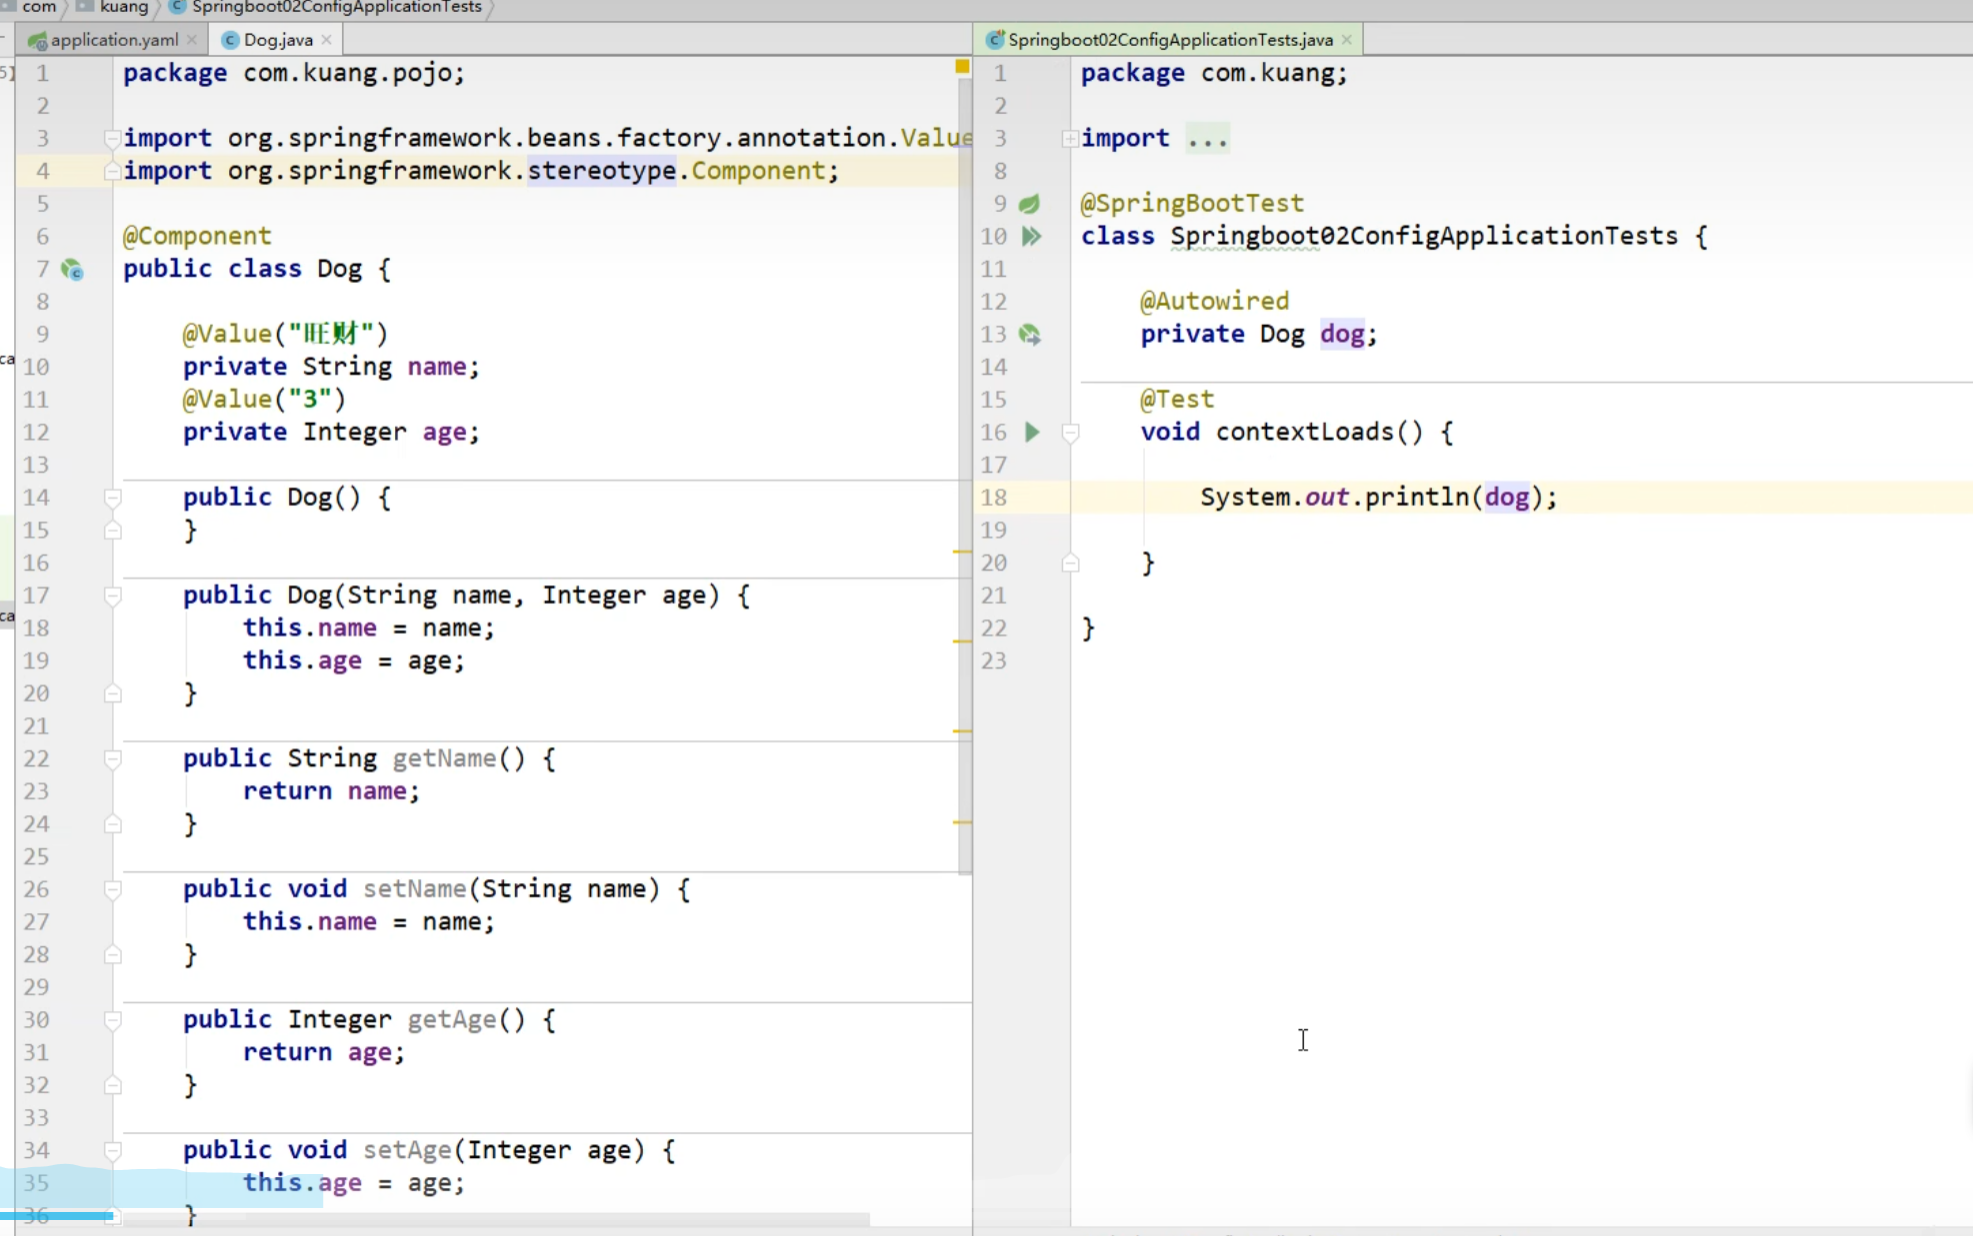 com kuang Springboot02ConfigApplicationTests
application.yaml Dog.java
1 package com.kuang.pojo;
2
3 import org.springframework.beans.factory.annotation.Value
4 import org.springframework.stereotype.Component;
5
6 @Component
7 public class Dog {
8
9 @Value("旺财")
10 private String name;
11 @Value("3")
12 private Integer age;
13
14 public Dog() {
15 }
16
17 public Dog(String name, Integer age) {
18 this.name = name;
19 this.age = age;
20 }
21
22 public String getName() {
23 return name;
24 }
25
26 public void setName(String name) {
27 this.name = name;
28 }
29
30 public Integer getAge() {
31 return age;
32 }
33
34 public void setAge(Integer age) {
35 this.age = age;
36 }
Springboot02ConfigApplicationTests.java
1 package com.kuang;
2
3 import ...
8
9 @SpringBootTest
10 class Springboot02ConfigApplicationTests {
11
12 @Autowired
13 private Dog dog;
14
15 @Test
16 void contextLoads() {
17
18 System.out.println(dog);
19
20 }
21
22 }
23